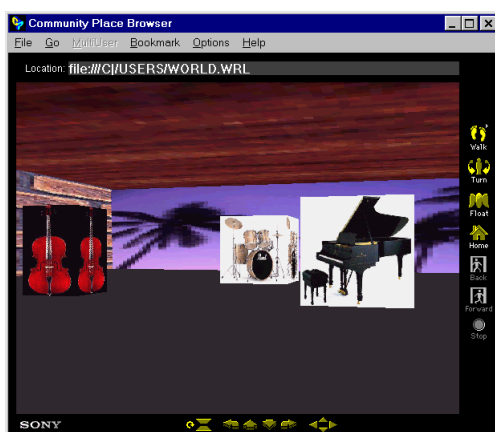 Community Place Browser
File Go MultiUser Bookmark Options Help
Location: file:///C|/USERS/WORLD.WRL
Walk
Turn
Float
Home
Back
Forward
Stop
Pearl
SONY